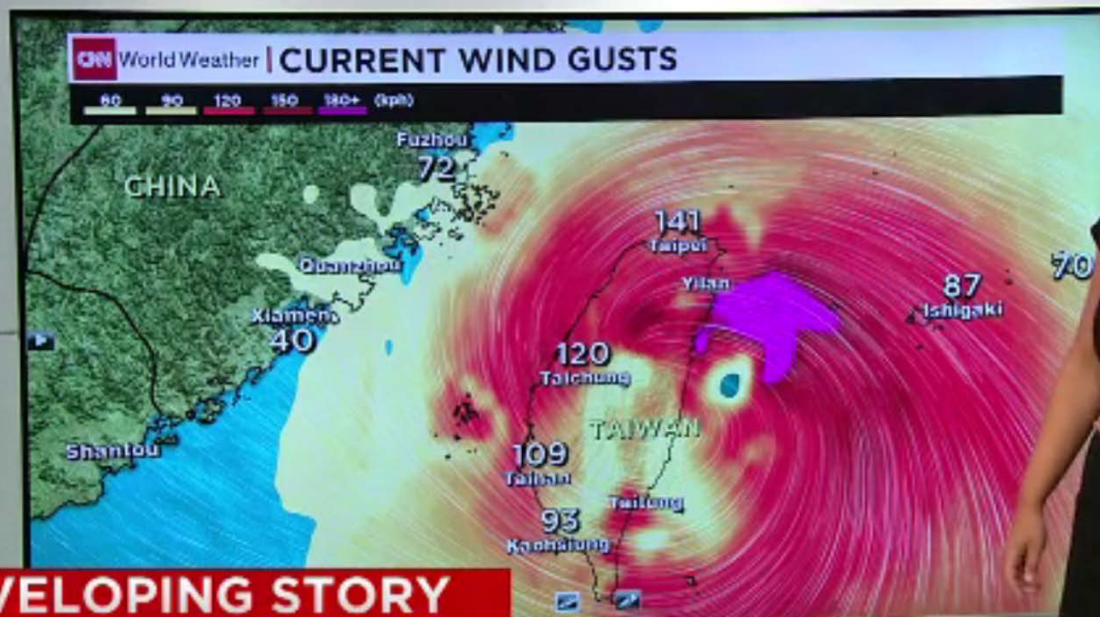 CNN World Weather | CURRENT WIND GUSTS
60 90 120 150 180+ (kph)
Fuzhou
72
CHINA
141
Taipei
Quanzhou
70
Yilan
87
Ishigaki
Xiamen
40
120
Taichung
TAIWAN
Shantou
109
Tainan
Taitung
93
Kaohsiung
VELOPING STORY